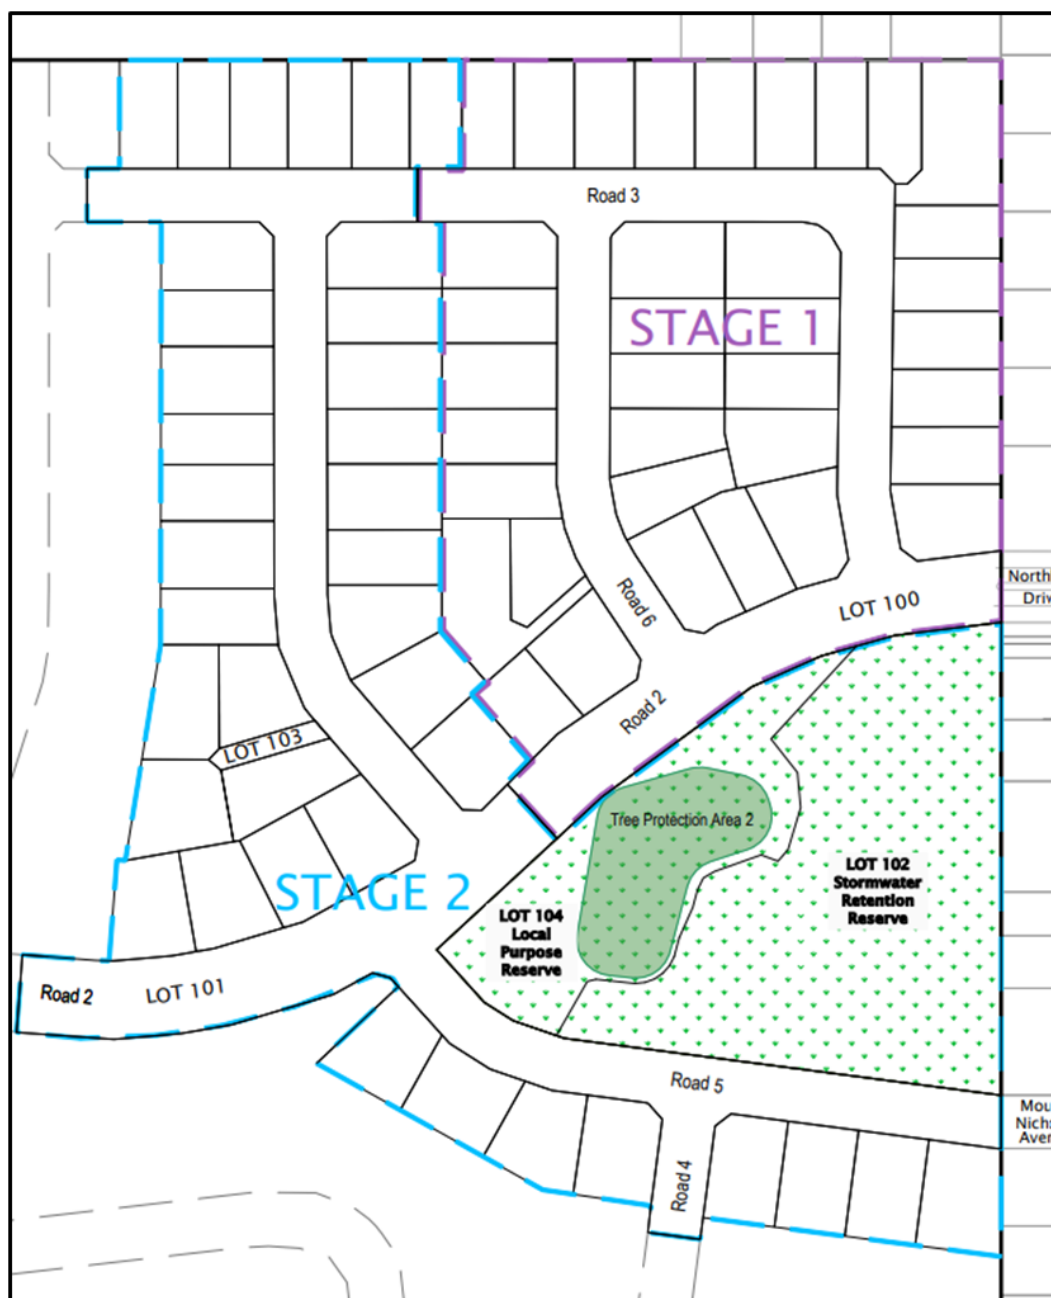 Road 3
STAGE 1
North
Road 6
LOT 100
Road 2
LOT 103
Tree Protection Area 2
LOT 102
Stormwater
Retention
Reserve
STAGE 2
LOT 104
Local
Purpose
Reserve
Road 2
LOT 101
Road 5
Mou
Aven
Road 4